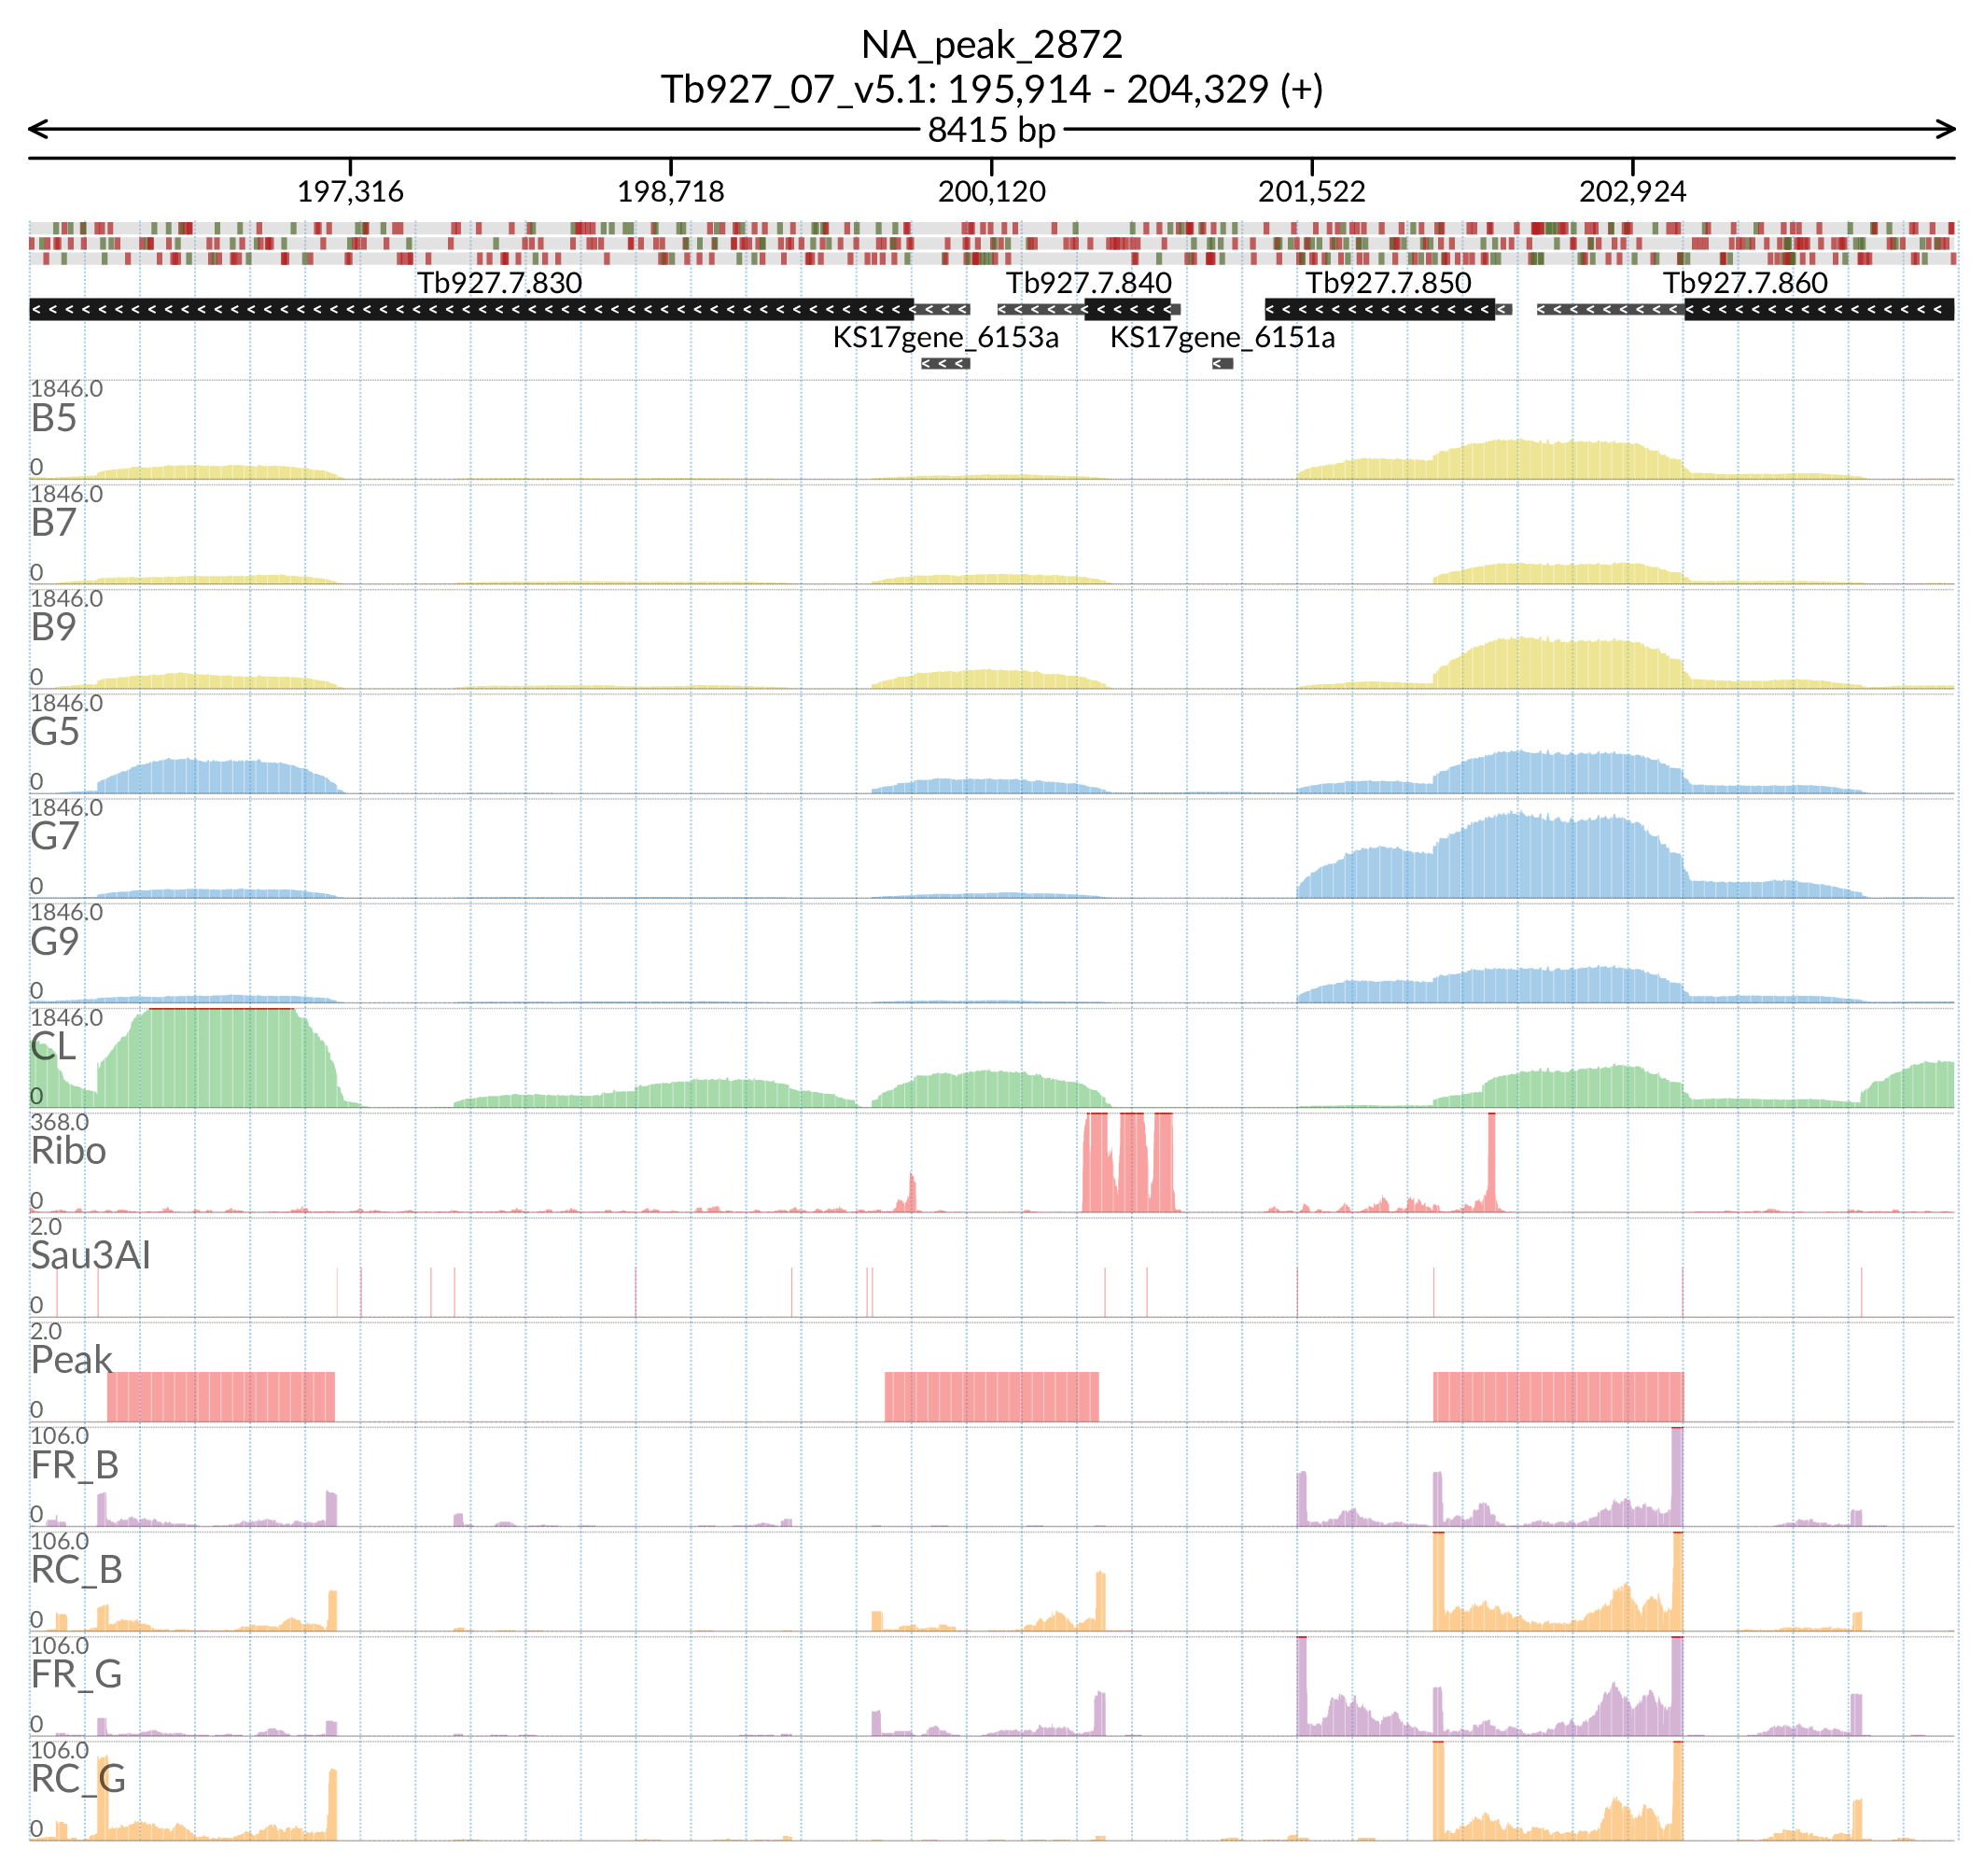 NA_peak_2872
Tb927_07_v5.1: 195,914 - 204,329 (+)
8415 bp
197,316 198,718 200,120 201,522 202,924
Tb927.7.830 Tb927.7.840 Tb927.7.850 Tb927.7.860
KS17gene_6153a KS17gene_6151a
1846.0
B5
0
1846.0
B7
0
1846.0
B9
0
1846.0
G5
0
1846.0
G7
0
1846.0
G9
0
1846.0
CL
0
368.0
Ribo
0
2.0
Sau3AI
0
2.0
Peak
0
106.0
FR_B
0
106.0
RC_B
0
106.0
FR_G
0
106.0
RC_G
0